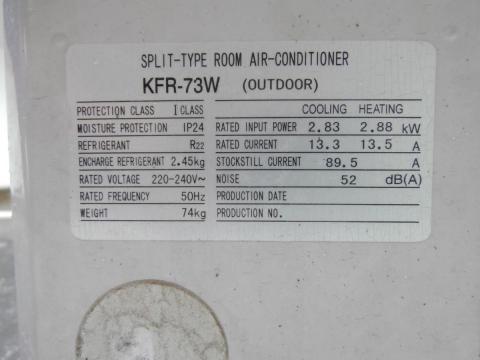 SPLIT-TYPE ROOM AIR-CONDITIONER
KFR-73W (OUTDOOR)
PROTECTION CLASS I CLASS
MOISTURE PROTECTION IP24
REFRIGERANT R22
ENCHARGE REFRIGERANT 2.45kg
RATED VOLTAGE 220-240V~
RATED FREQUENCY 50Hz
WEIGHT 74kg
COOLING HEATING
RATED INPUT POWER 2.83 2.88 kW
RATED CURRENT 13.3 13.5 A
STOCKSTILL CURRENT 89.5 A
NOISE 52 dB(A)
PRODUCTION DATE
PRODUCTION NO.